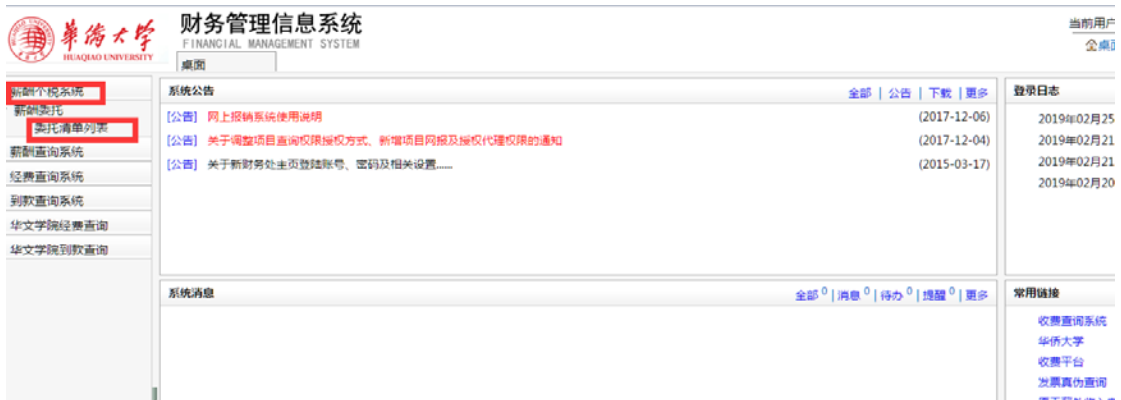 華僑大学
HUAQIAO UNIVERSITY
财务管理信息系统
FINANCIAL MANAGEMENT SYSTEM
桌面
当前用户
桌面
薪酬个税系统
薪酬委托
委托清单列表
薪酬查询系统
经费查询系统
到款查询系统
华文学院经费查询
华文学院到款查询
系统公告
全部 | 公告 | 下载 | 更多
[公告] 网上报销系统使用说明 (2017-12-06)
[公告] 关于调整项目查询权限授权方式、新增项目网报及授权代理权限的通知 (2017-12-04)
[公告] 关于新财务处主页登陆账号、密码及相关设置...... (2015-03-17)
登录日志
2019年02月25
2019年02月21
2019年02月21
2019年02月20
系统消息
全部 0 | 消息 0 | 待办 0 | 提醒 0 | 更多
常用链接
收费查询系统
华侨大学
收费平台
发票真伪查询